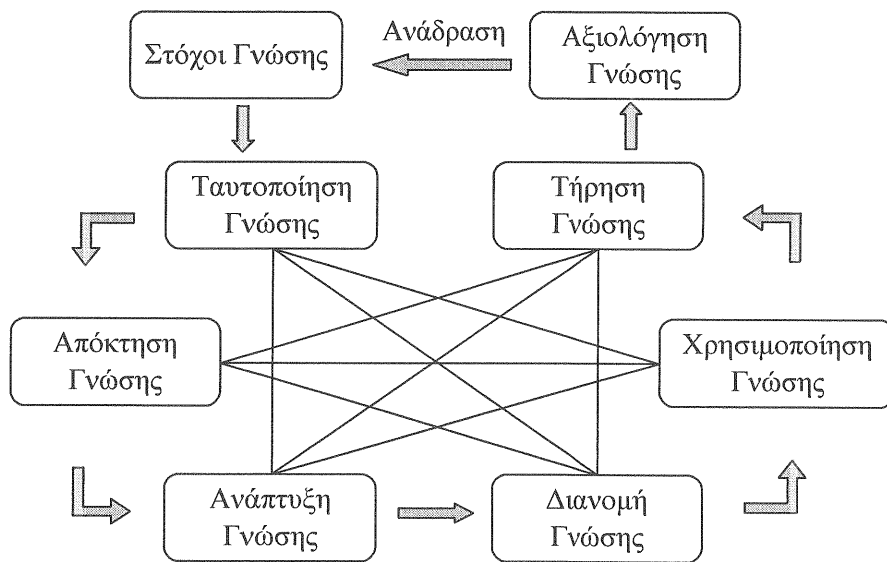 Στόχοι Γνώσης
Ανάδραση
Αξιολόγηση
Γνώσης
Ταυτοποίηση
Γνώσης
Τήρηση
Γνώσης
Απόκτηση
Γνώσης
Χρησιμοποίηση
Γνώσης
Ανάπτυξη
Γνώσης
Διανομή
Γνώσης